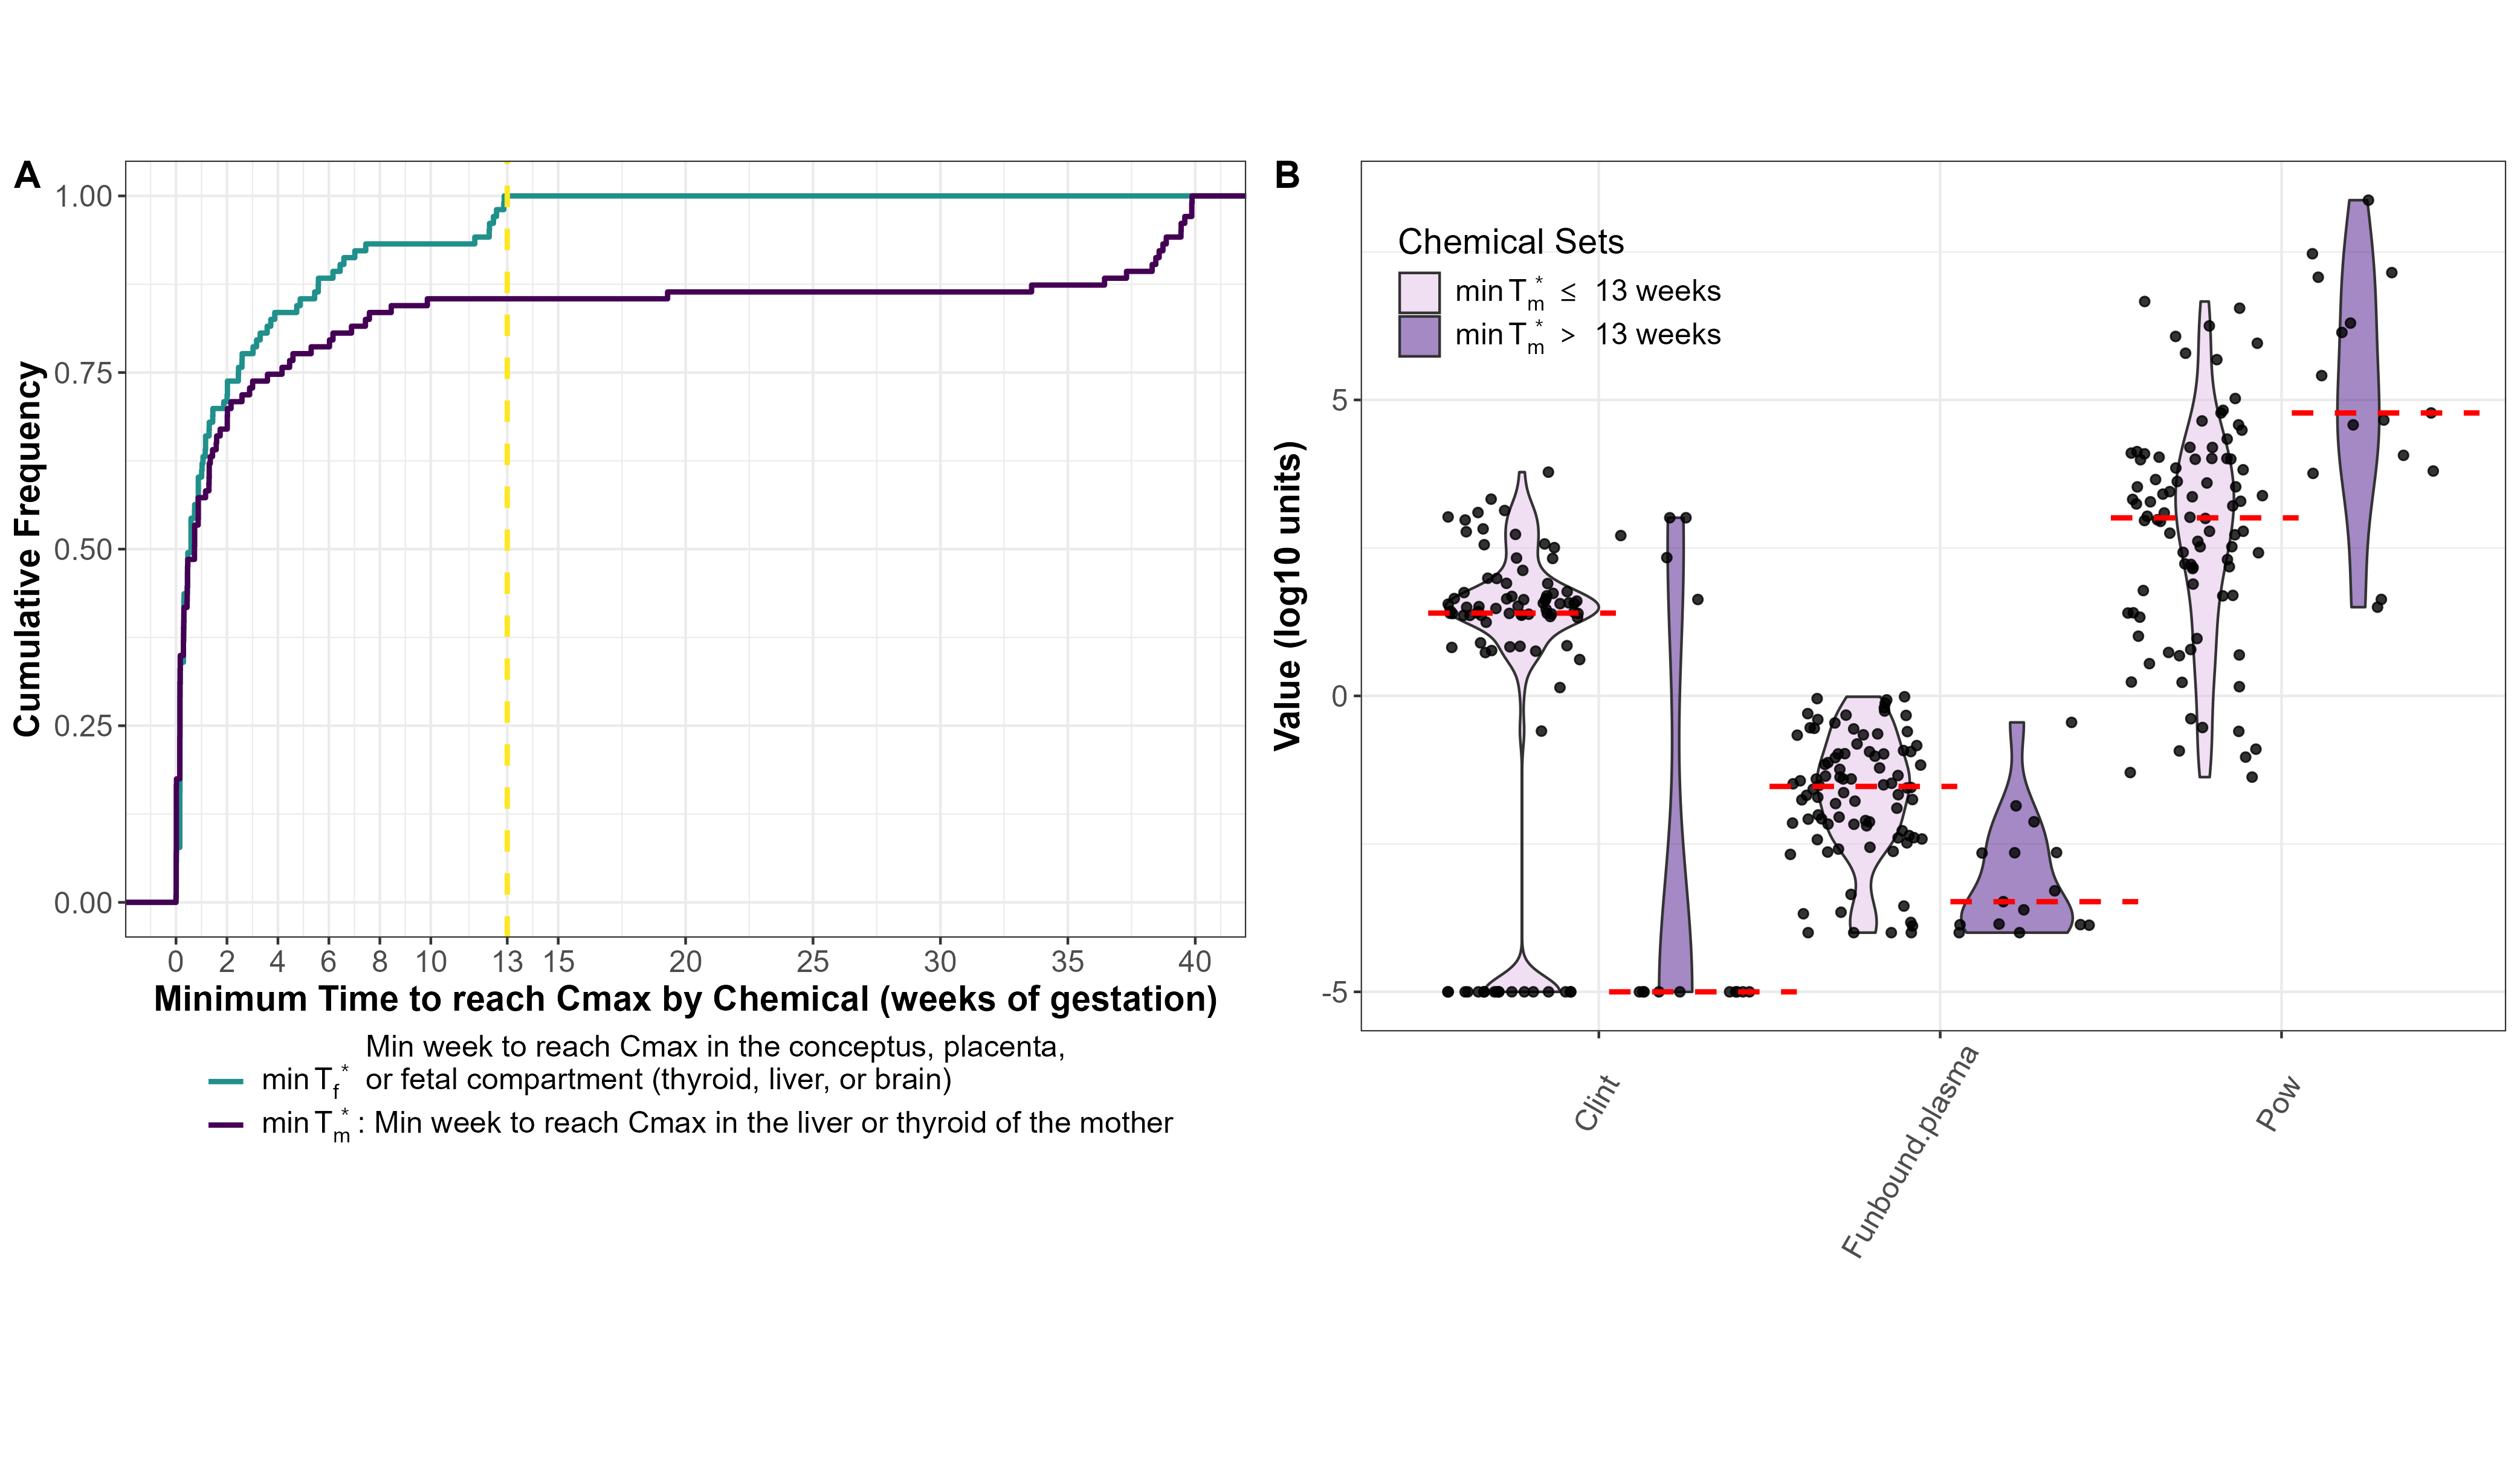 A
1.00
0.75
0.50
0.25
0.00
Cumulative Frequency
0 2 4 6 8 10 13 15 20 25 30 35 40
Minimum Time to reach Cmax by Chemical (weeks of gestation)
Min week to reach Cmax in the conceptus, placenta,
min T_f^* or fetal compartment (thyroid, liver, or brain)
min T_m^* : Min week to reach Cmax in the liver or thyroid of the mother
B
Chemical Sets
min T_m^* ≤ 13 weeks
min T_m^* > 13 weeks
5
0
-5
Value (log10 units)
Clint
Funbound.plasma
Pow